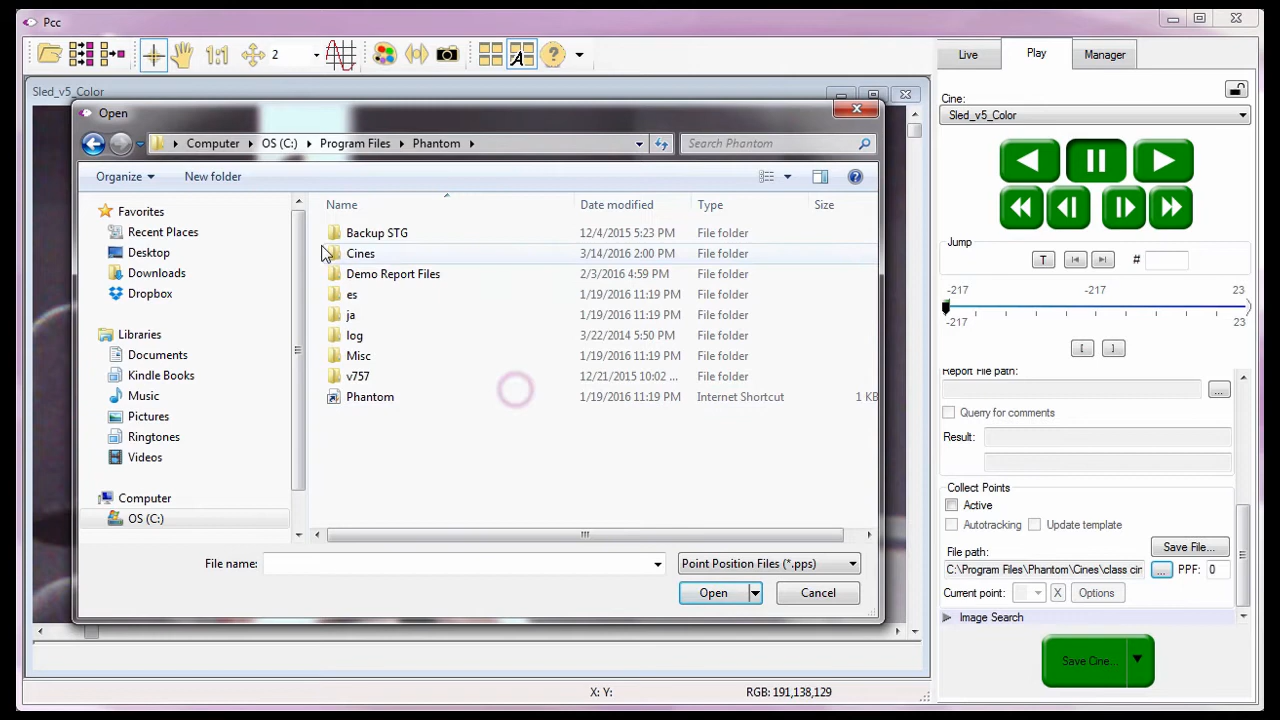 Pcc
1:1
2
A
?
Live
Play
Manager
Sled_v5_Color
Cine:
Sled_v5_Color
Open
Computer
OS (C:)
Program Files
Phantom
Search Phantom
Organize
New folder
?
Name
Date modified
Type
Size
Favorites
Recent Places
Desktop
Downloads
Dropbox
Libraries
Documents
Kindle Books
Music
Pictures
Ringtones
Videos
Computer
OS (C:)
Backup STG 12/4/2015 5:23 PM File folder
Cines 3/14/2016 2:00 PM File folder
Demo Report Files 2/3/2016 4:59 PM File folder
es 1/19/2016 11:19 PM File folder
ja 1/19/2016 11:19 PM File folder
log 3/22/2014 5:50 PM File folder
Misc 1/19/2016 11:19 PM File folder
v757 12/21/2015 10:02 ... File folder
Phantom 1/19/2016 11:19 PM Internet Shortcut 1 KB
File name:
Point Position Files (*.pps)
Open
Cancel
Jump
T
#
-217 -217 23
-217 23
[ ]
Report File path:
...
Querry for comments
Result:
Collect Points
Active
Autotracking Update template
File path:
Save File...
C:\Program Files\Phantom\Cines\class cir
...
PPF: 0
Current point:
X
Options
Image Search
Save Cine...
X: Y:
RGB: 191,138,129